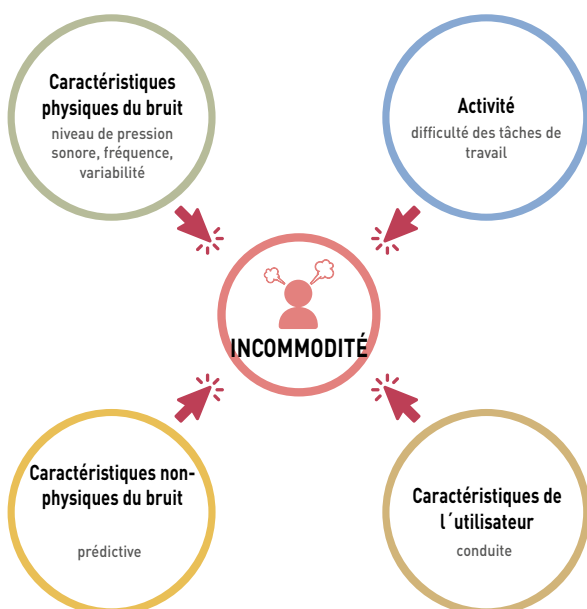 Caractéristiques
physiques du bruit
niveau de pression
sonore, fréquence,
variabilité
Activité
difficulté des tâches de
travail
INCOMMODITÉ
Caractéristiques non-
physiques du bruit
prédictive
Caractéristiques de
l´utilisateur
conduite